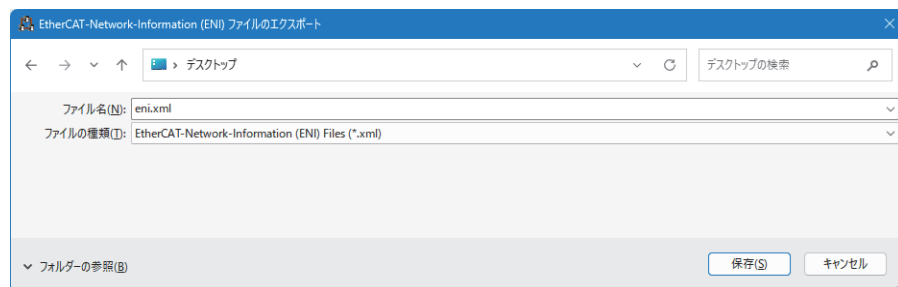 EtherCAT-Network-Information (ENI) ファイルのエクスポート
デスクトップ
デスクトップの検索
ファイル名(N): eni.xml
ファイルの種類(T): EtherCAT-Network-Information (ENI) Files (*.xml)
フォルダーの参照(B)
保存(S)
キャンセル